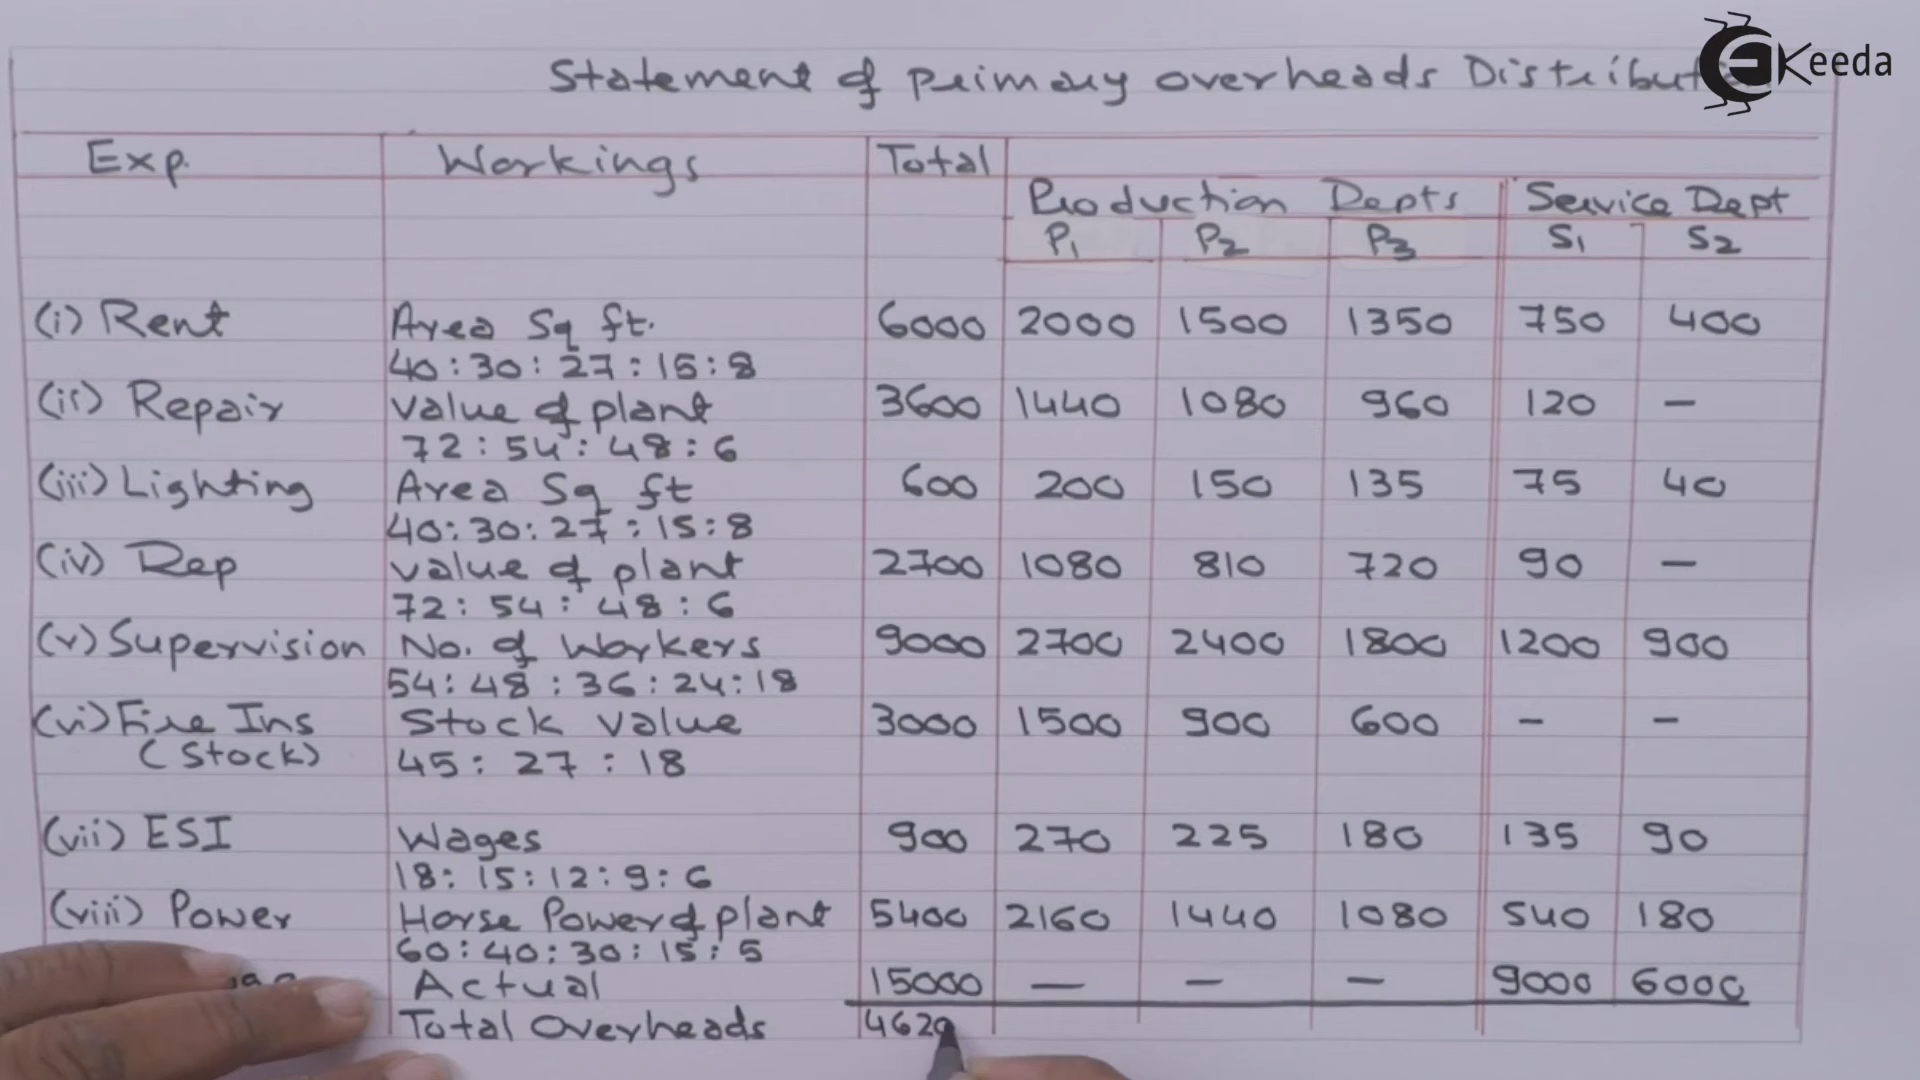 Statement of Primary overheads
Keeda
Exp. Workings Total
Production Depts Service Dept
P1 P2 P3 S1 S2
(i) Rent Area Sq ft. 6000 2000 1500 1350 750 400
40:30:27:15:8
(ii) Repair Value of plant 3600 1440 1080 960 120 -
72:54:48:6
(iii) Lighting Area Sq ft 600 200 150 135 75 40
40:30:27:15:8
(iv) Dep value of plant 2700 1080 810 720 90 -
72:54:48:6
(v) Supervision No. of Workers 9000 2700 2400 1800 1200 900
54:48:36:24:18
(vi) Fire Ins Stock value 3000 1500 900 600 - -
(Stock) 45:27:18
(vii) ESI Wages 900 270 225 180 135 90
18:15:12:9:6
(viii) Power Horse Power of plant 5400 2160 1440 1080 540 180
60:40:30:15:5
Actual 15000 - - - 9000 6000
Total Overheads 462